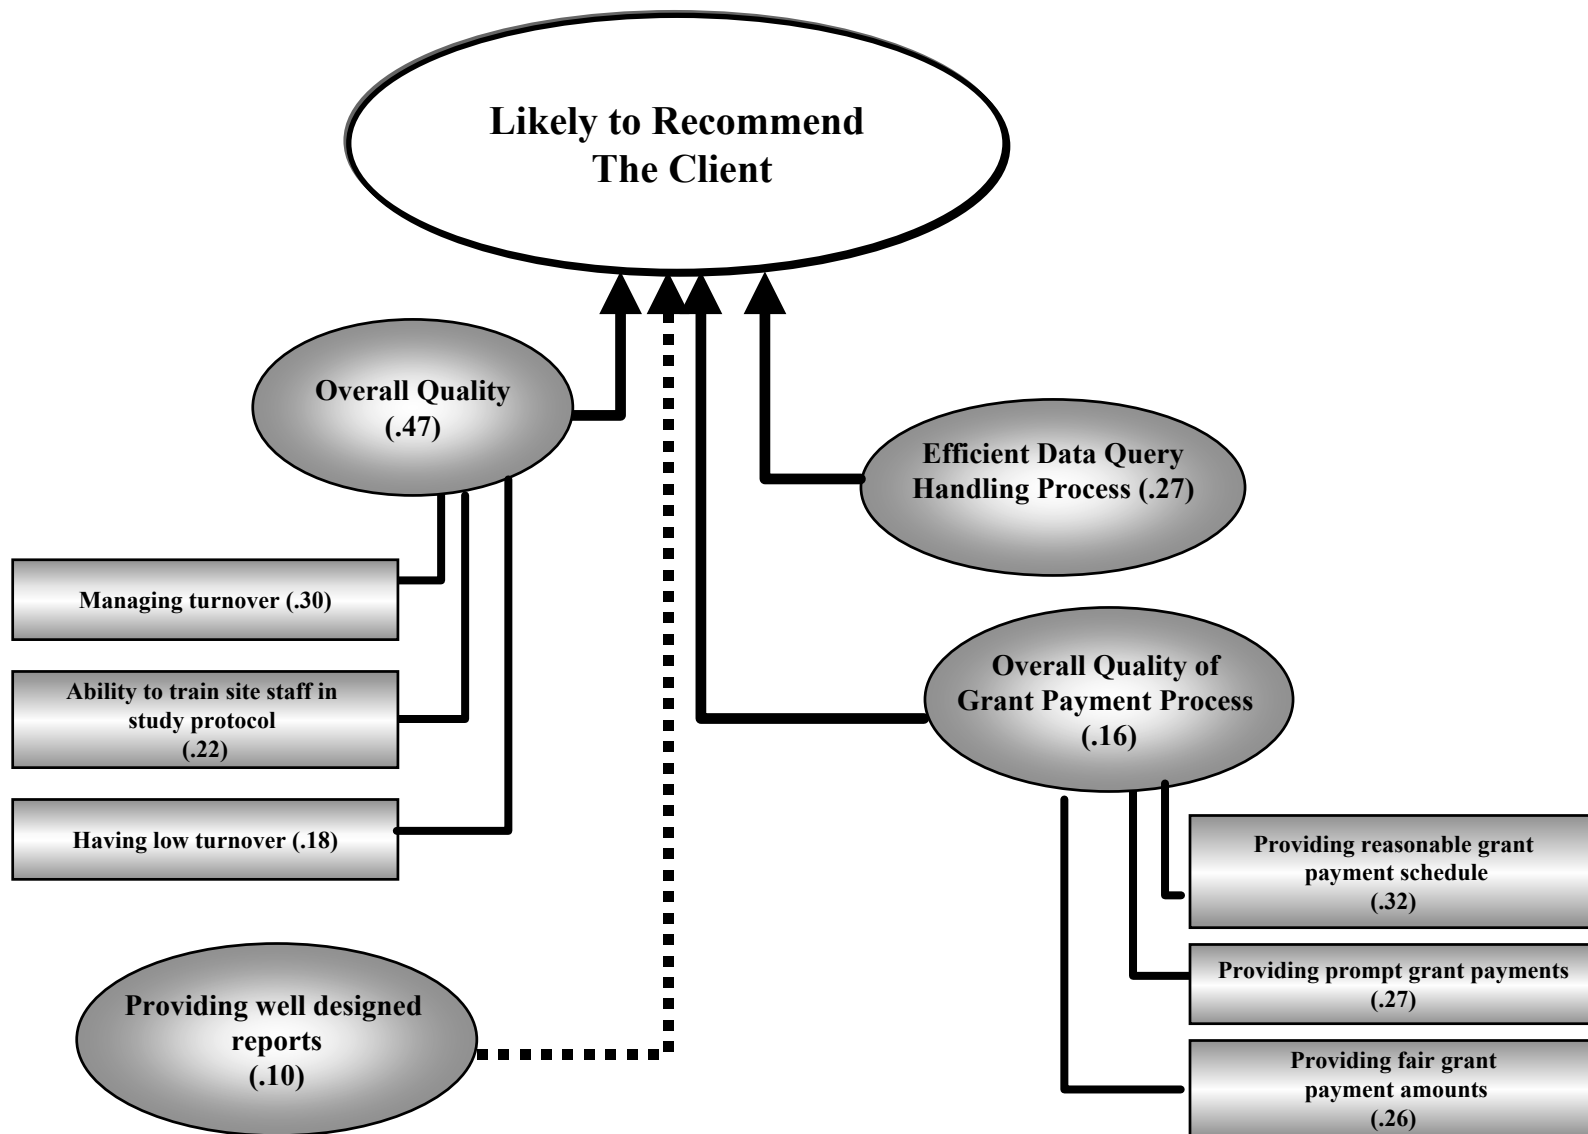 Likely to Recommend
The Client
Overall Quality
(.47)
Efficient Data Query
Handling Process (.27)
Managing turnover (.30)
Ability to train site staff in
study protocol
(.22)
Having low turnover (.18)
Overall Quality of
Grant Payment Process
(.16)
Providing reasonable grant
payment schedule
(.32)
Providing prompt grant payments
(.27)
Providing fair grant
payment amounts
(.26)
Providing well designed
reports
(.10)